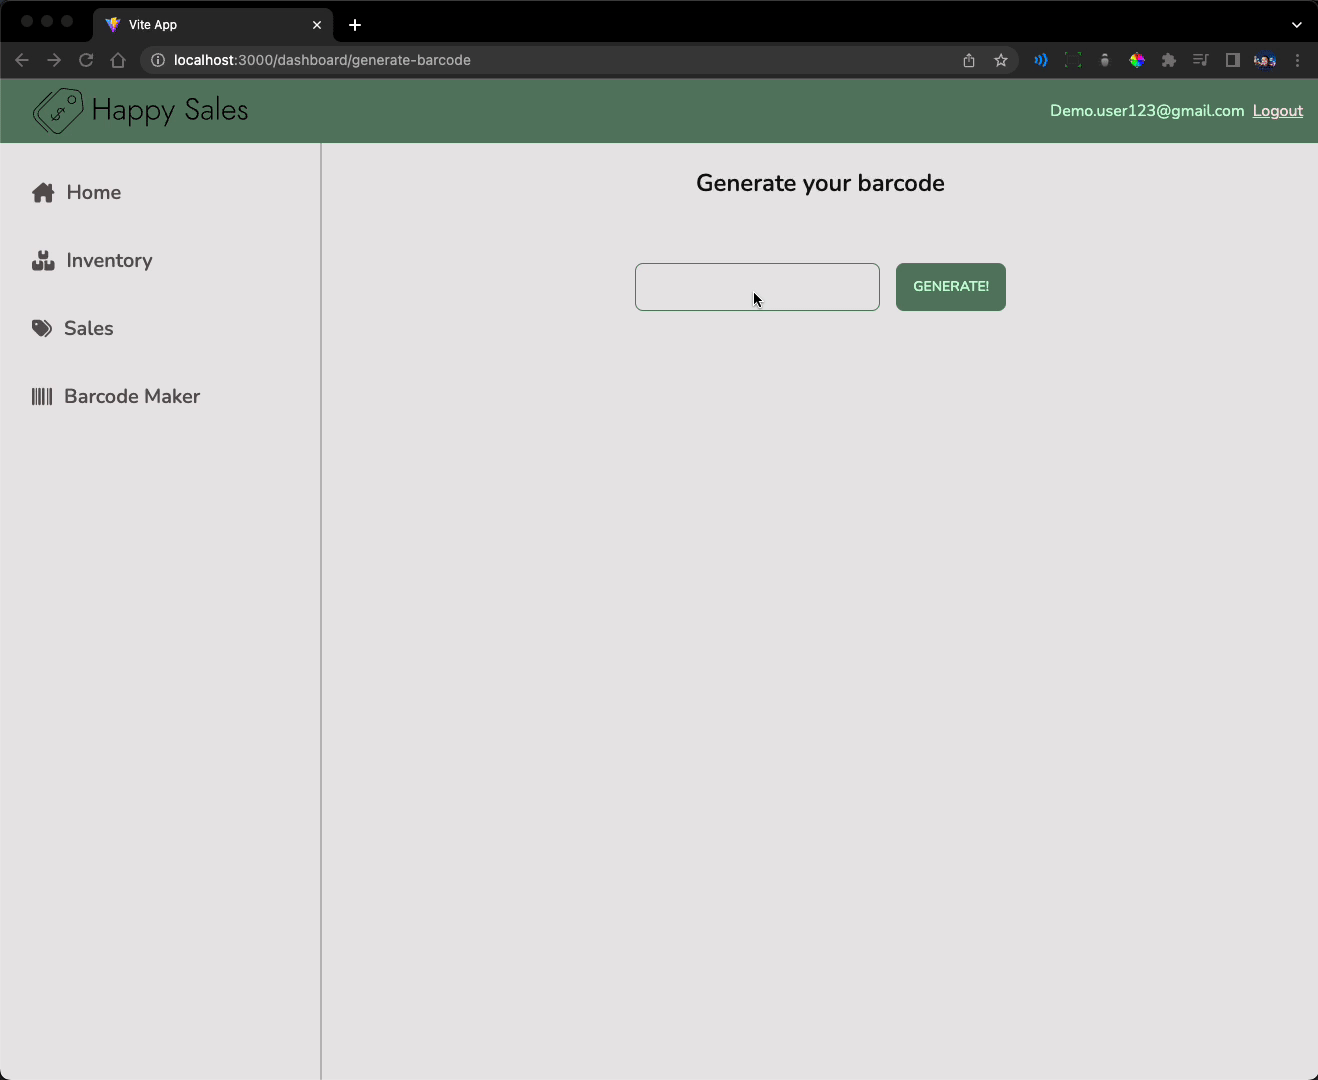 Vite App
localhost:3000/dashboard/generate-barcode
Happy Sales
Demo.user123@gmail.com Logout
Home
Inventory
Sales
Barcode Maker
Generate your barcode
GENERATE!